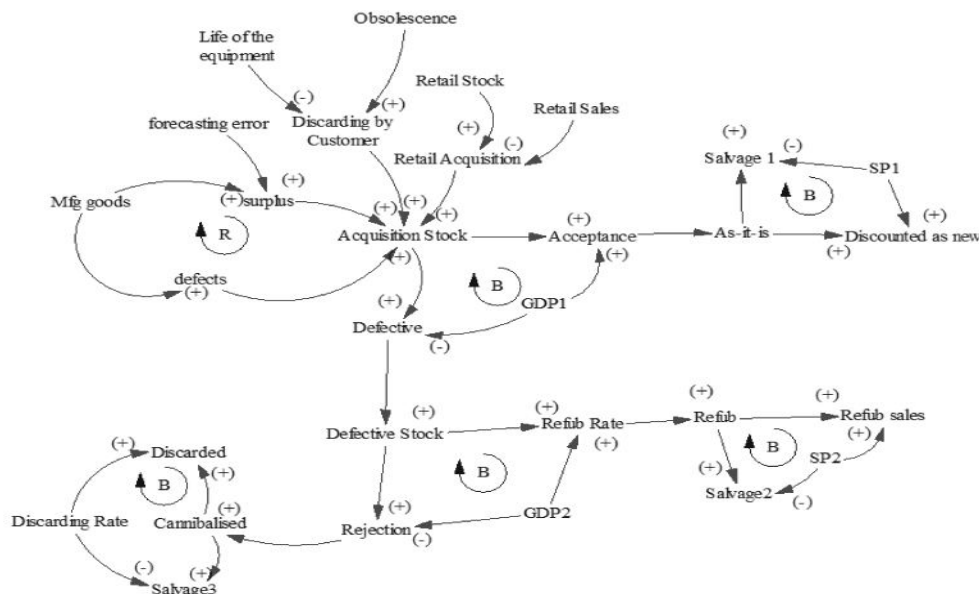 Obsolescence
Life of the
equipment
Retail Stock
(-)
(+)
Retail Sales
forecasting error
Discarding by
Customer
(+)
(-)
Retail Acquisition
(+)
Salvage 1
(-)
SP1
Mfg goods
(+)
(+)
surplus
(+)
(+)
(+)
R
Acquisition Stock
(+)
Acceptance
(+)
As-it-is
B
(+)
Discounted as new
(+)
defects
(+)
(+)
B
GDP1
(+)
Defective
(-)
(+)
Defective Stock
(+)
Refub Rate
(+)
(+)
Refub
(+)
Refub sales
(+)
(+)
Discarded
(+)
B
B
B
SP2
(+)
Salvage2
(-)
Discarding Rate
(+)
Cannibalised
GDP2
(+)
Rejection
(-)
(-)
(+)
Salvage3